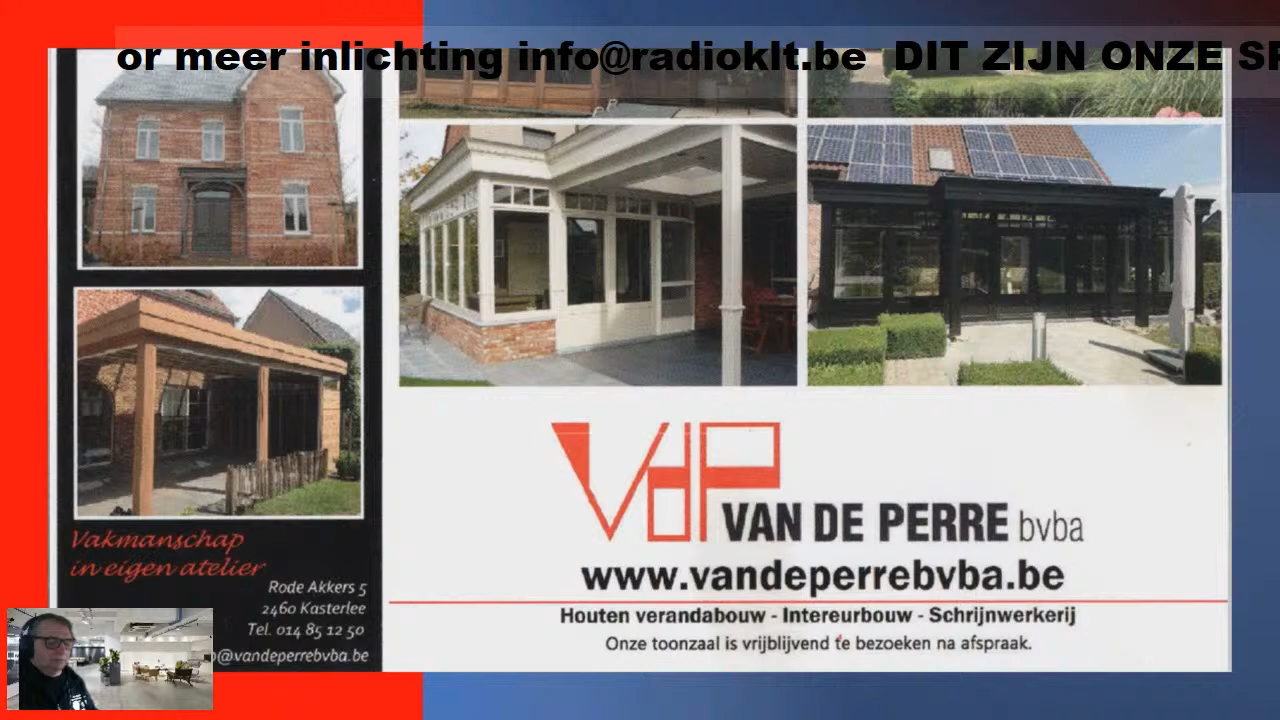 or meer inlichting info@radioklt.be DIT ZIJN ONZE SP
Vakmanschap
in eigen atelier
Rode Akkers 5
2460 Kasterlee
Tel. 014 85 12 50
o@vandeperrebvba.be
VdP VAN DE PERRE bvba
www.vandeperrebvba.be
Houten verandabouw - Intereurbouw - Schrijnwerkerij
Onze toonzaal is vrijblijvend te bezoeken na afspraak.